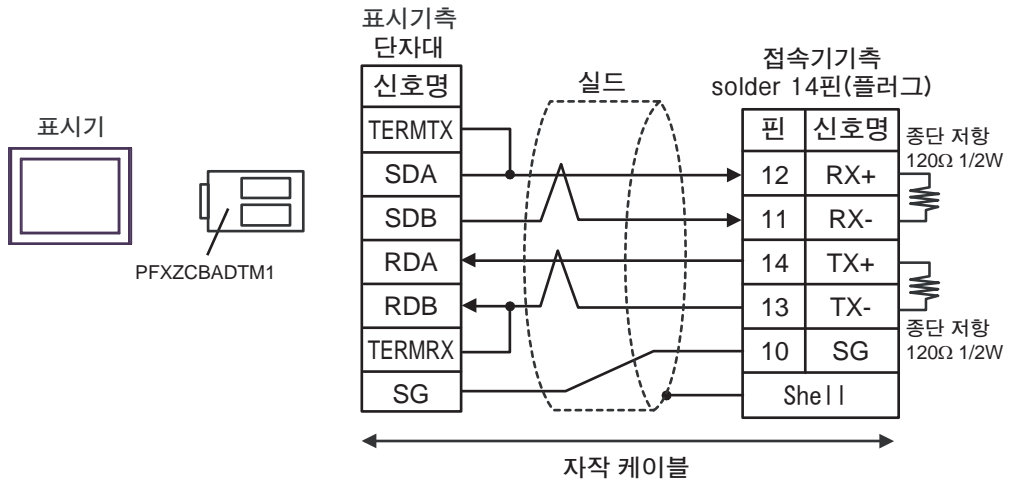 표시기
PFXZCBADTM1
표시기측
단자대
신호명
TERMTX
SDA
SDB
RDA
RDB
TERMRX
SG
실드
접속기기측
solder 14핀(플러그)
핀 신호명
12 RX+
11 RX-
14 TX+
13 TX-
10 SG
Shell
종단 저항
120Ω 1/2W
종단 저항
120Ω 1/2W
자작 케이블